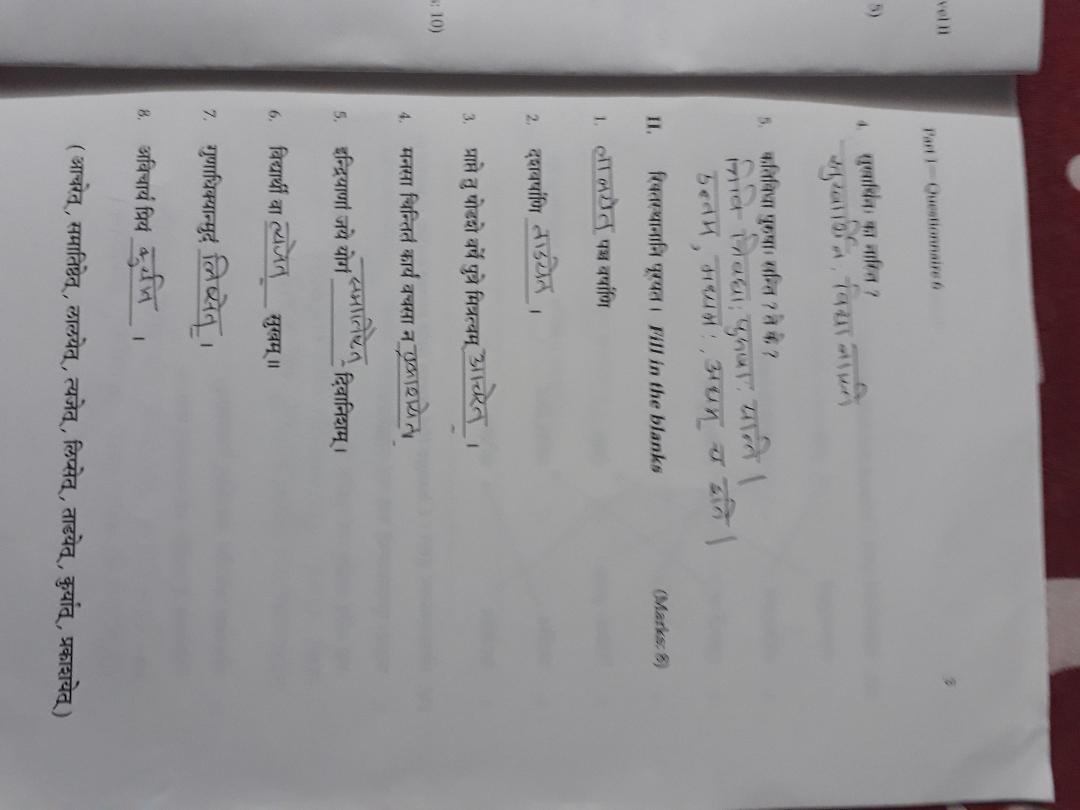 vel II
5)
s: 10)
Part I – Questionnaire 6
3
4. सुखार्थिनः का नास्ति ?
सुखार्थिन, विद्या नास्ति
5. कतिविधा पुरुषाः सन्ति ? ते के ?
त्रिवि त्रिवधाः पुरुषाः सान्ति |
उत्तम, मध्यमः, अधम् च इति |
II. रिक्तस्थानानि पूरयत। Fill in the blanks (Marks: 8)
1. लालयेत् पञ्च वर्षाणि
2. दशवर्षाणि ताडयेत ।
3. प्राप्ते तु षोडशे वर्षे पुत्रे मित्रत्वम् आचरेत् ।
4. मनसा चिन्तितं कार्यं वचसा न प्रकाशयेत्
5. इन्द्रियाणां जये योगं समातिष्ठेत् दिवानिशम्।
6. विद्यार्थी वा त्यजेत् सुखम्॥
7. गुणाधिक्यान्मुदं लिप्सेत् ।
8. अविचार्य प्रियं कुर्यात ।
( आचरेत्, समातिष्ठेत्, लालयेत्, त्यजेत्, लिप्सेत्, ताडयेत्, कुर्यात्, प्रकाशयेत् )